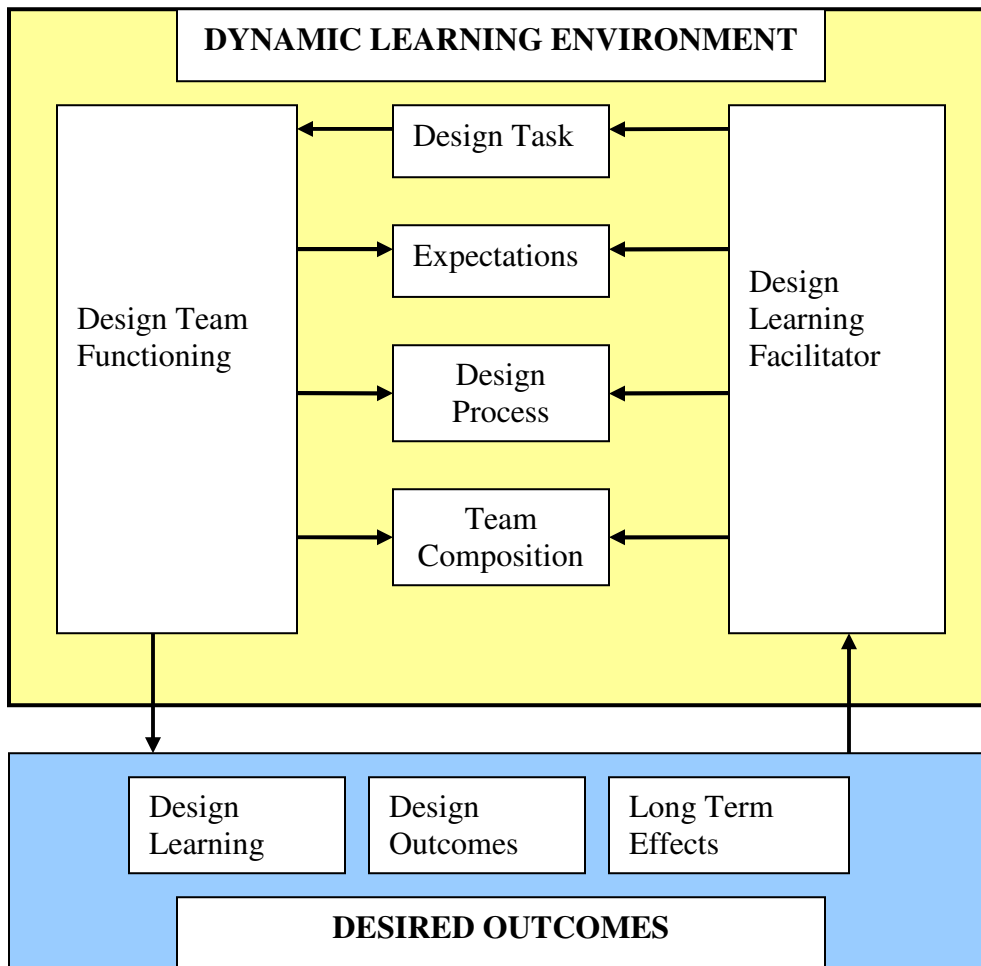 DYNAMIC LEARNING ENVIRONMENT
Design Task
Expectations
Design Team
Functioning
Design
Learning
Facilitator
Design
Process
Team
Composition
Design
Learning
Design
Outcomes
Long Term
Effects
DESIRED OUTCOMES